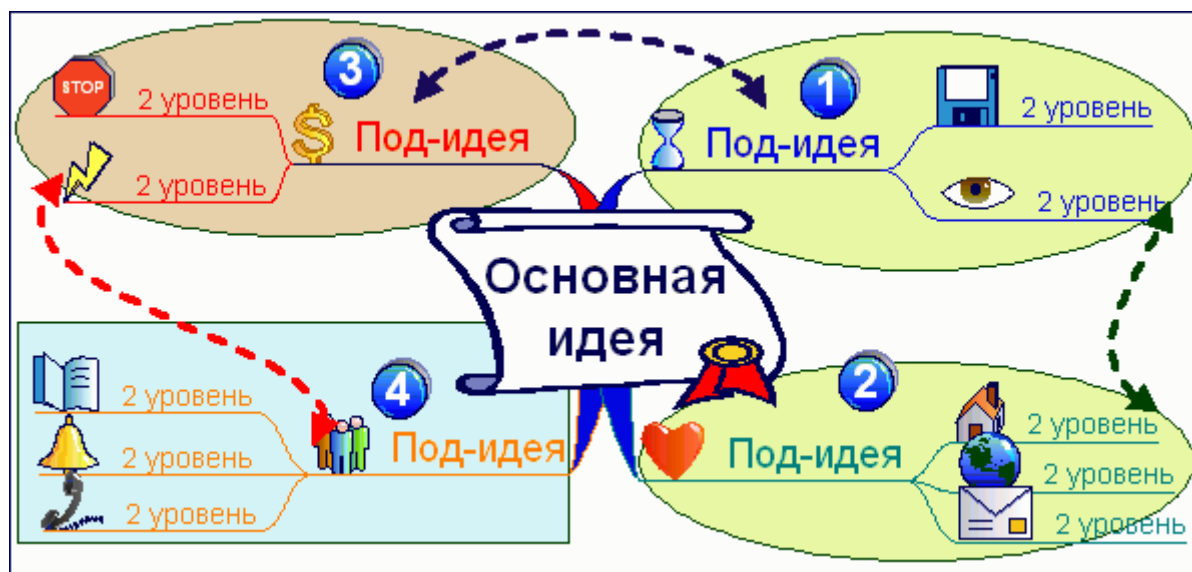 3
STOP
2 уровень
Под-идея
2 уровень
1
2 уровень
Под-идея
2 уровень
Основная
идея
4
2 уровень
Под-идея
2 уровень
2 уровень
2
2 уровень
Под-идея
2 уровень
2 уровень